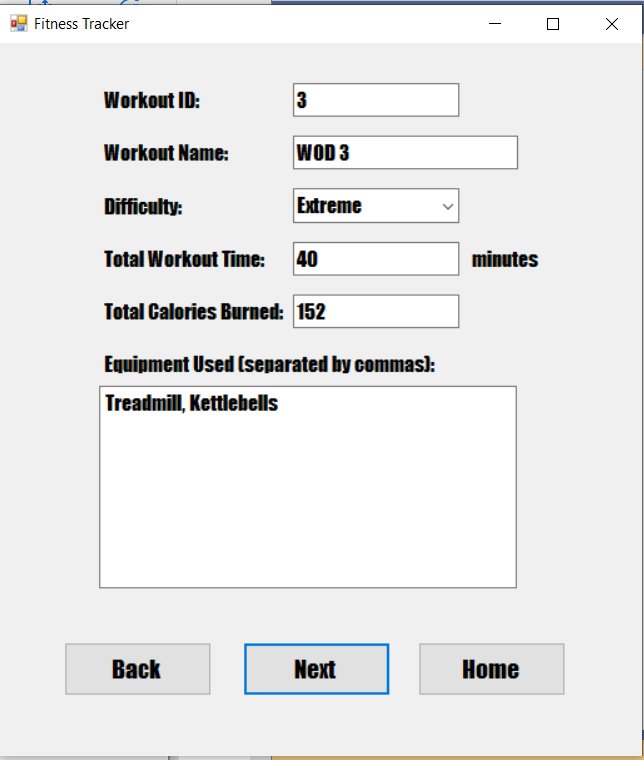 Fitness Tracker
Workout ID: 3
Workout Name: WOD 3
Difficulty: Extreme
Total Workout Time: 40 minutes
Total Calories Burned: 152
Equipment Used (separated by commas):
Treadmill, Kettlebells
Back Next Home